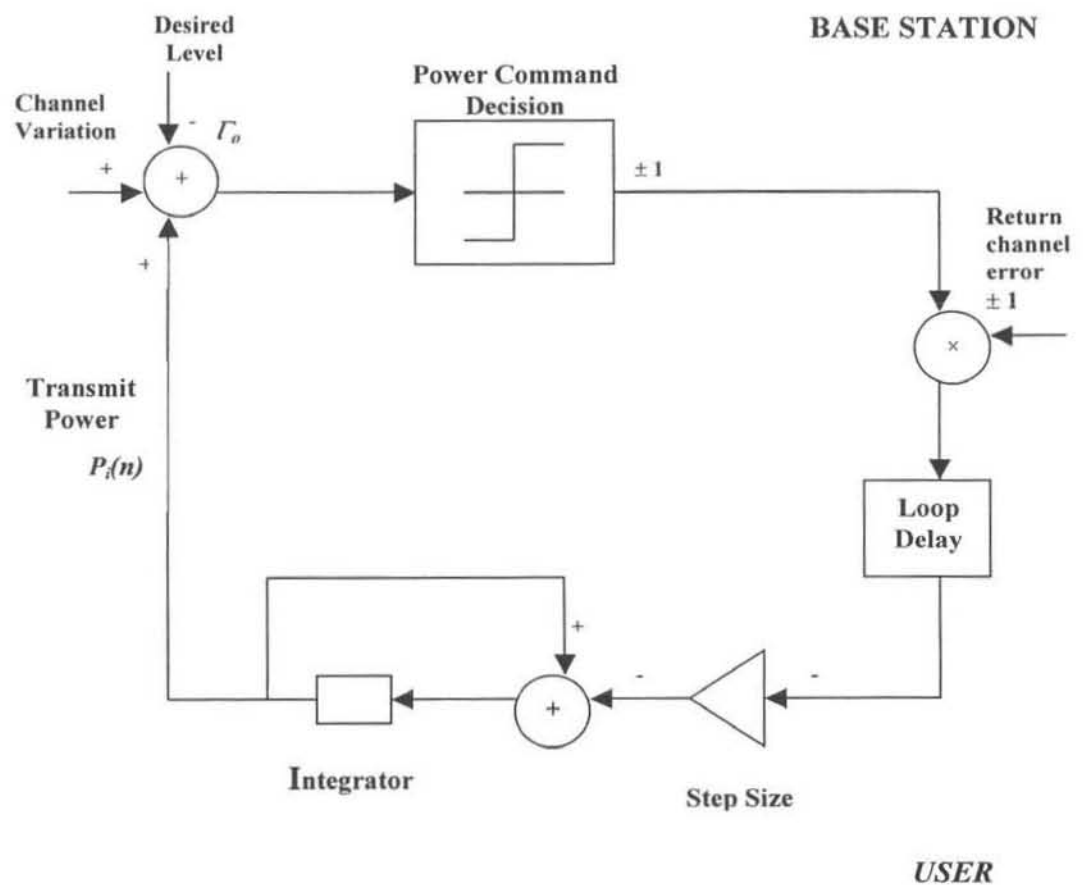 BASE STATION
Desired
Level
Channel
Variation
-
Γo
+
+
+
Power Command
Decision
± 1
Return
channel
error
± 1
×
Transmit
Power
Pi(n)
Loop
Delay
+
-
-
+
Integrator
Step Size
USER